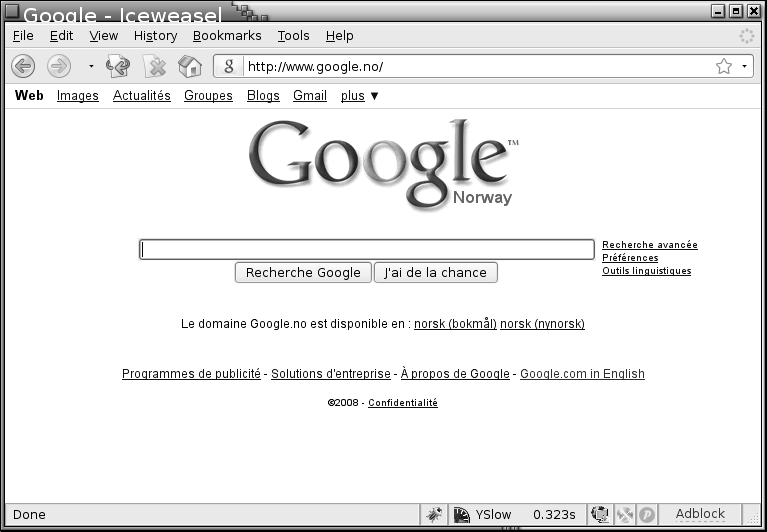 Google - Iceweasel
File Edit View History Bookmarks Tools Help
g http://www.google.no/
Web Images Actualités Groupes Blogs Gmail plus ▼
Google™
Norway
Recherche avancée
Préférences
Outils linguistiques
Recherche Google J'ai de la chance
Le domaine Google.no est disponible en : norsk (bokmål) norsk (nynorsk)
Programmes de publicité - Solutions d'entreprise - À propos de Google - Google.com in English
©2008 - Confidentialité
Done YSlow 0.323s Adblock